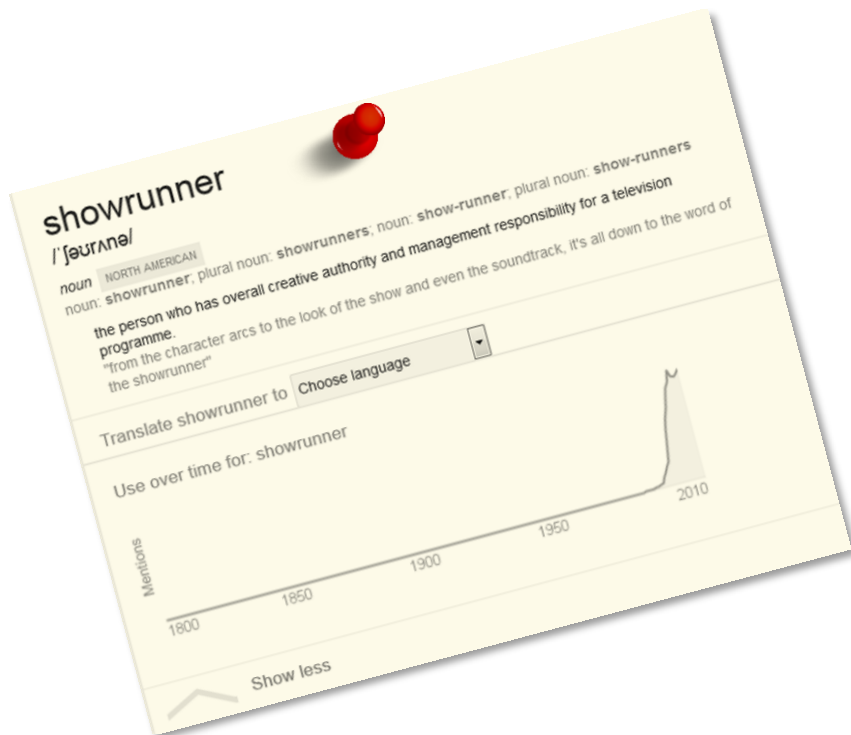 showrunner
/ˈʃəʊrʌnə/
noun NORTH AMERICAN
noun: showrunner; plural noun: showrunners; noun: show-runner; plural noun: show-runners
the person who has overall creative authority and management responsibility for a television
programme.
"from the character arcs to the look of the show and even the soundtrack, it's all down to the word of
the showrunner"
Translate showrunner to Choose language
Use over time for: showrunner
Mentions
1800 1850 1900 1950 2010
Show less